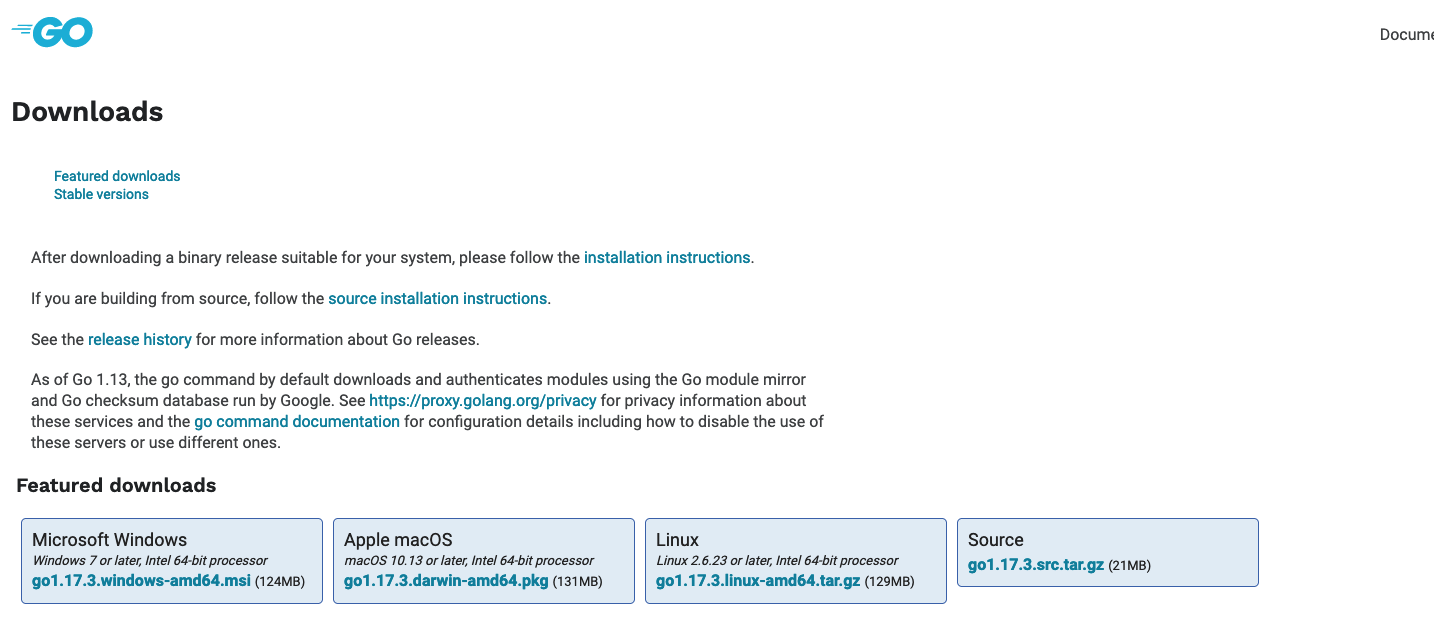 GO
Docume
Downloads
Featured downloads
Stable versions
After downloading a binary release suitable for your system, please follow the installation instructions.
If you are building from source, follow the source installation instructions.
See the release history for more information about Go releases.
As of Go 1.13, the go command by default downloads and authenticates modules using the Go module mirror
and Go checksum database run by Google. See https://proxy.golang.org/privacy for privacy information about
these services and the go command documentation for configuration details including how to disable the use of
these servers or use different ones.
Featured downloads
Microsoft Windows
Windows 7 or later, Intel 64-bit processor
go1.17.3.windows-amd64.msi (124MB)
Apple macOS
macOS 10.13 or later, Intel 64-bit processor
go1.17.3.darwin-amd64.pkg (131MB)
Linux
Linux 2.6.23 or later, Intel 64-bit processor
go1.17.3.linux-amd64.tar.gz (129MB)
Source
go1.17.3.src.tar.gz (21MB)